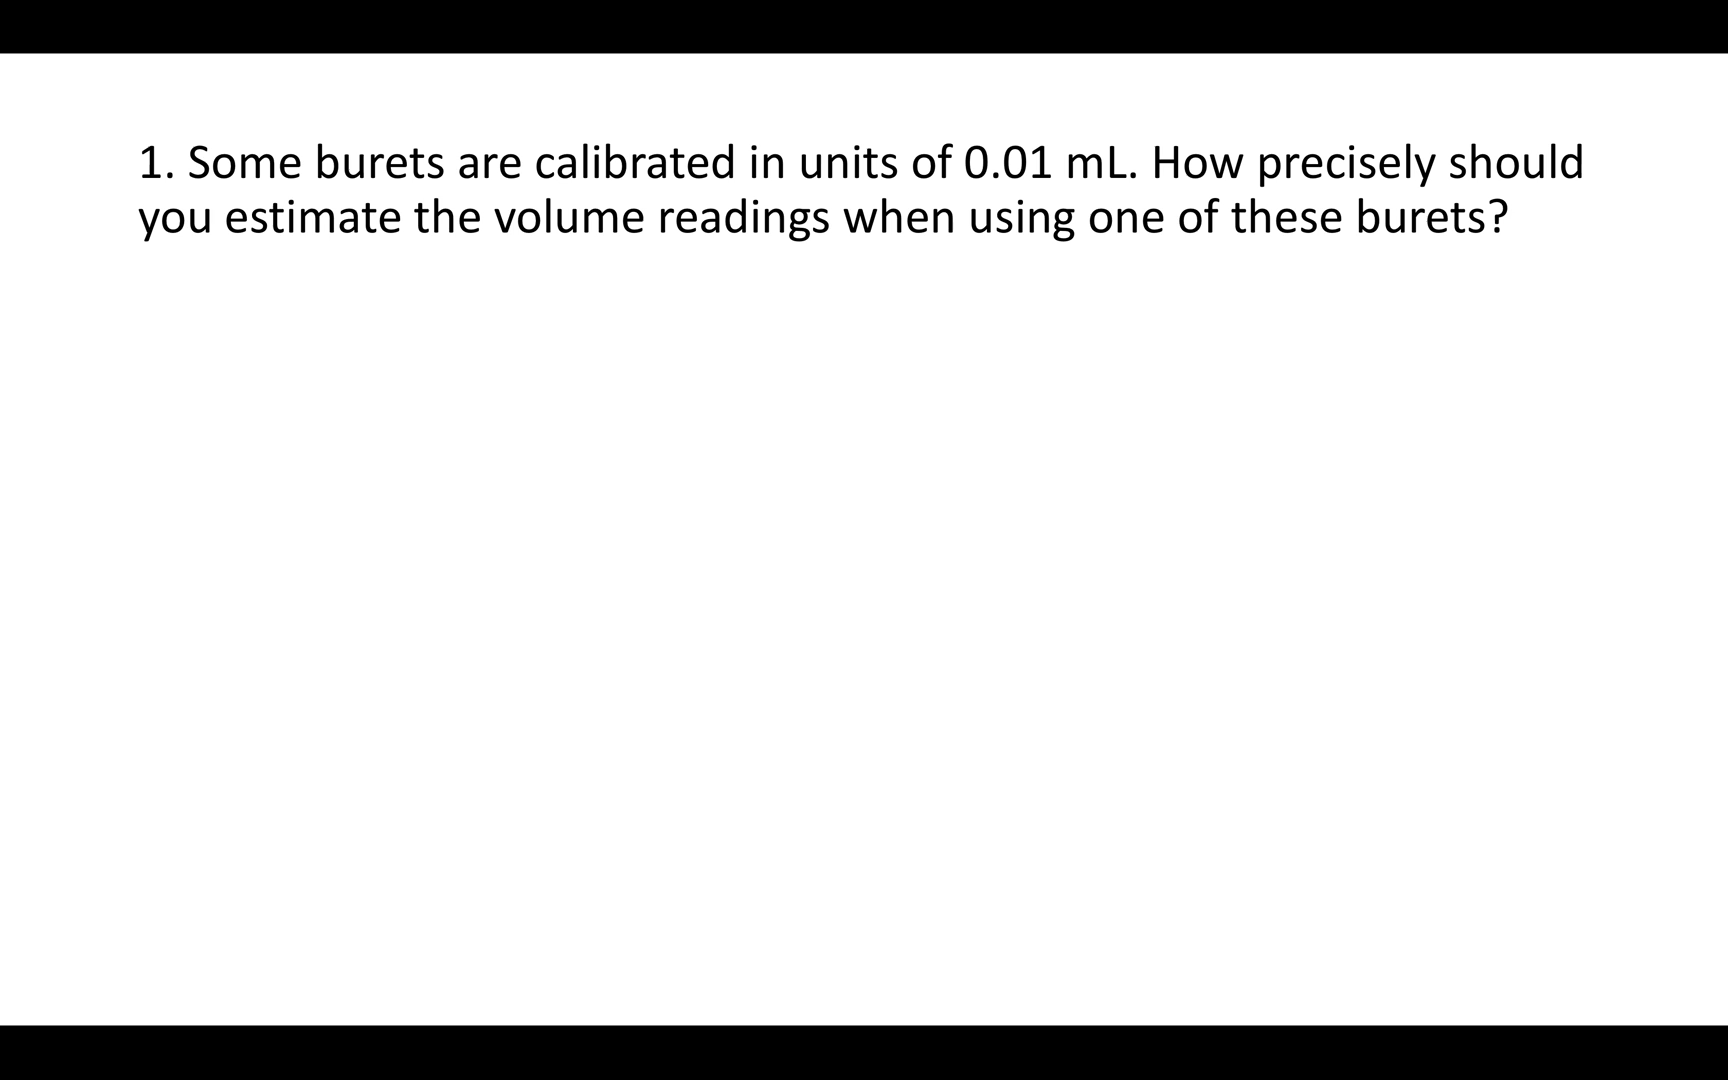 1. Some burets are calibrated in units of 0.01 mL. How precisely should
you estimate the volume readings when using one of these burets?